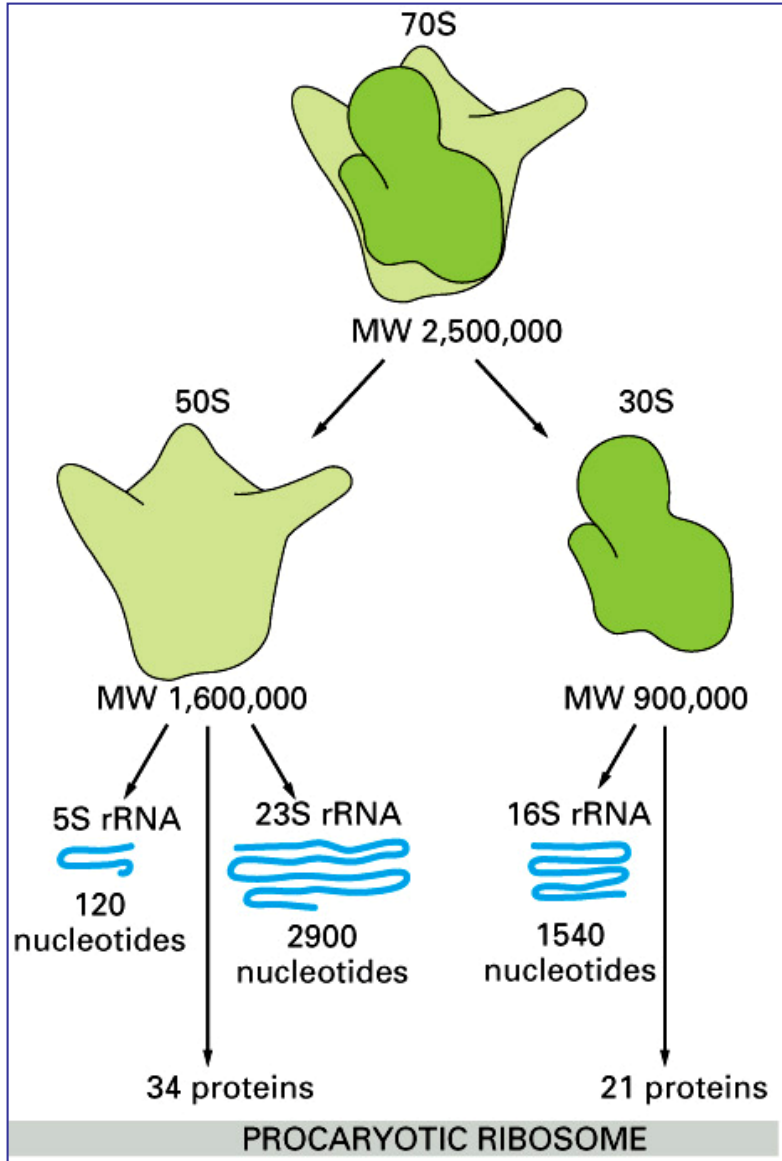 70S
MW 2,500,000
50S
30S
MW 1,600,000
MW 900,000
5S rRNA
120
nucleotides
23S rRNA
2900
nucleotides
16S rRNA
1540
nucleotides
34 proteins
21 proteins
PROCARYOTIC RIBOSOME